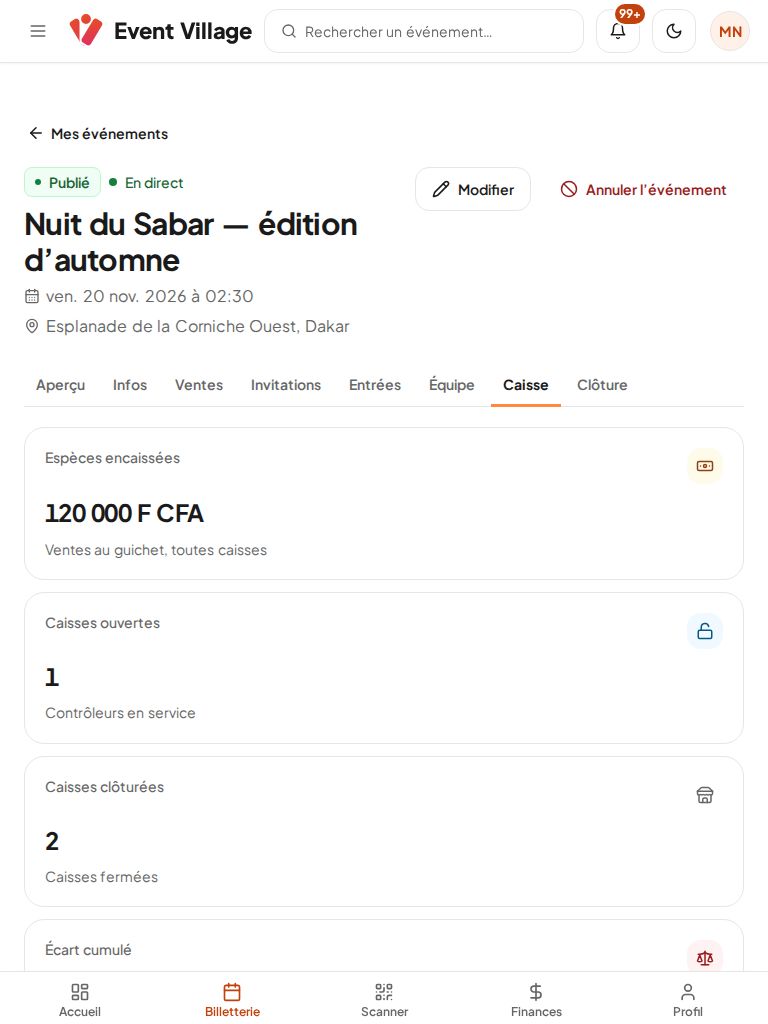 Event Village
Rechercher un événement…
99+
MN
Mes événements
Publié
En direct
Modifier
Annuler l’événement
Nuit du Sabar — édition
d’automne
ven. 20 nov. 2026 à 02:30
Esplanade de la Corniche Ouest, Dakar
Aperçu
Infos
Ventes
Invitations
Entrées
Équipe
Caisse
Clôture
Espèces encaissées
120 000 F CFA
Ventes au guichet, toutes caisses
Caisses ouvertes
1
Contrôleurs en service
Caisses clôturées
2
Caisses fermées
Écart cumulé
Accueil
Billetterie
Scanner
Finances
Profil